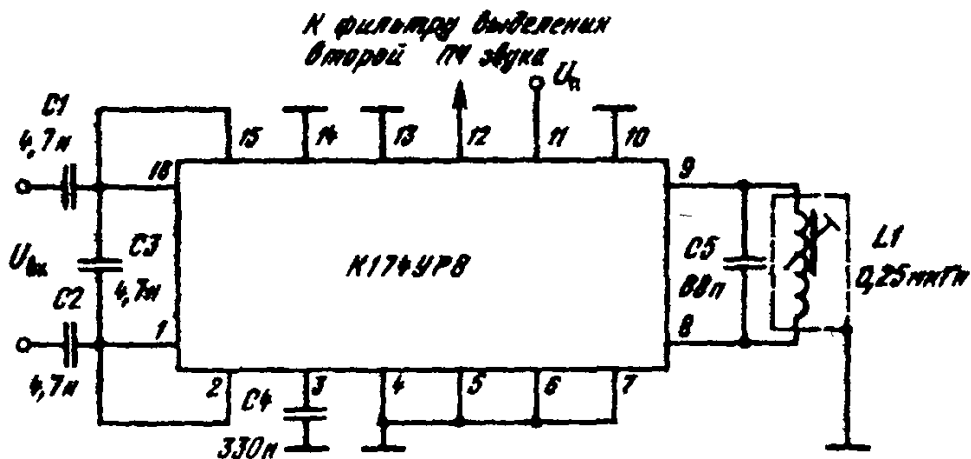 К фильтру выделения
второй ПЧ звука
Uп
C1
4,7н
15
14
13
12
11
10
16
9
Uвх
C3
4,7н
К174УР8
C5
68п
L1
0,25мкГн
C2
4,7н
1
8
2
C4
3
4
5
6
7
330н